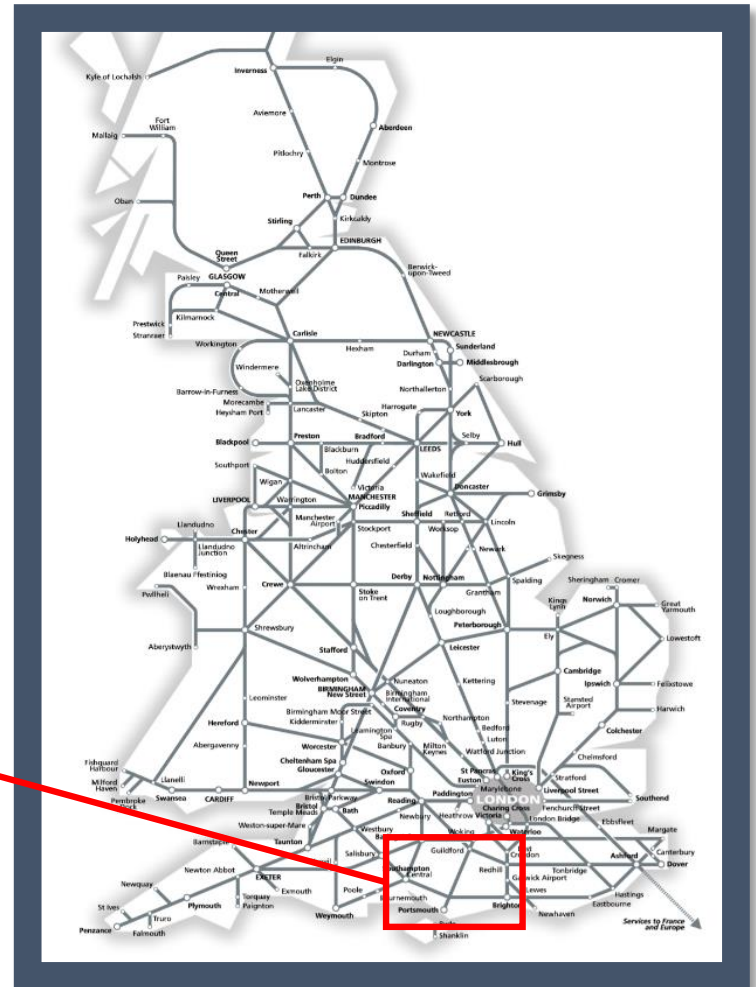 Elgin
Kyle of Lochalsh
Inverness
Aviemore
Fort
William
Aberdeen
Mallaig
Pitlochry
Montrose
Perth
Dundee
Oban
Stirling
Kirkcaldy
EDINBURGH
Queen
Street
Falkirk
Berwick-
upon-Tweed
Paisley
GLASGOW
Central
Motherwell
Prestwick
Kilmarnock
Stranraer
Carlisle
NEWCASTLE
Workington
Hexham
Sunderland
Durham
Darlington
Middlesbrough
Windermere
Scarborough
Oxenholme
Lake District
Northallerton
Barrow-in-Furness
Morecambe
Harrogate
York
Heysham Port
Lancaster
Skipton
Preston
Bradford
Selby
Blackpool
Blackburn
LEEDS
Hull
Huddersfield
Southport
Bolton
Wakefield
Wigan
Victoria
Doncaster
LIVERPOOL
Warrington
MANCHESTER
Piccadilly
Grimsby
Llandudno
Manchester
Airport
Sheffield
Retford
Lincoln
Stockport
Worksop
Holyhead
Chester
Llandudno
Junction
Altrincham
Chesterfield
Newark
Skegness
Blaenau Ffestiniog
Crewe
Derby
Nottingham
Spalding
Sheringham
Cromer
Wrexham
Stoke
on Trent
Grantham
Pwllheli
Kings
Lynn
Norwich
Great
Yarmouth
Loughborough
Shrewsbury
Peterborough
Ely
Lowestoft
Aberystwyth
Stafford
Leicester
Cambridge
Wolverhampton
Nuneaton
Kettering
Ipswich
Felixstowe
BIRMINGHAM
New Street
Birmingham
International
Stansted
Airport
Leominster
Coventry
Stevenage
Harwich
Birmingham Moor Street
Northampton
Hereford
Kidderminster
Rugby
Bedford
Colchester
Leamington
Spa
Worcester
Banbury
Milton
Keynes
Luton
Abergavenny
Watford Junction
Chelmsford
Cheltenham Spa
Fishguard
Harbour
Gloucester
Oxford
St Pancras
King's
Cross
Stratford
Milford
Haven
Llanelli
Newport
Swindon
Euston
Marylebone
Liverpool Street
Pembroke
Dock
Swansea
CARDIFF
Bristol Parkway
Reading
Paddington
LONDON
Southend
Bristol
Temple Meads
Bath
Newbury
Heathrow
Victoria
Charing Cross
Fenchurch Street
London Bridge
Ebbsfleet
Weston-super-Mare
Westbury
Woking
Waterloo
Margate
Barnstaple
Taunton
Guildford
Croydon
Canterbury
Salisbury
Ashford
Dover
Newton Abbot
EXETER
Central
Redhill
Tonbridge
Gatwick Airport
Newquay
Exmouth
Poole
Bournemouth
Lewes
Hastings
St Ives
Torquay
Paignton
Eastbourne
Plymouth
Weymouth
Portsmouth
Brighton
Newhaven
Truro
Penzance
Falmouth
Shanklin
Services to France
and Europe